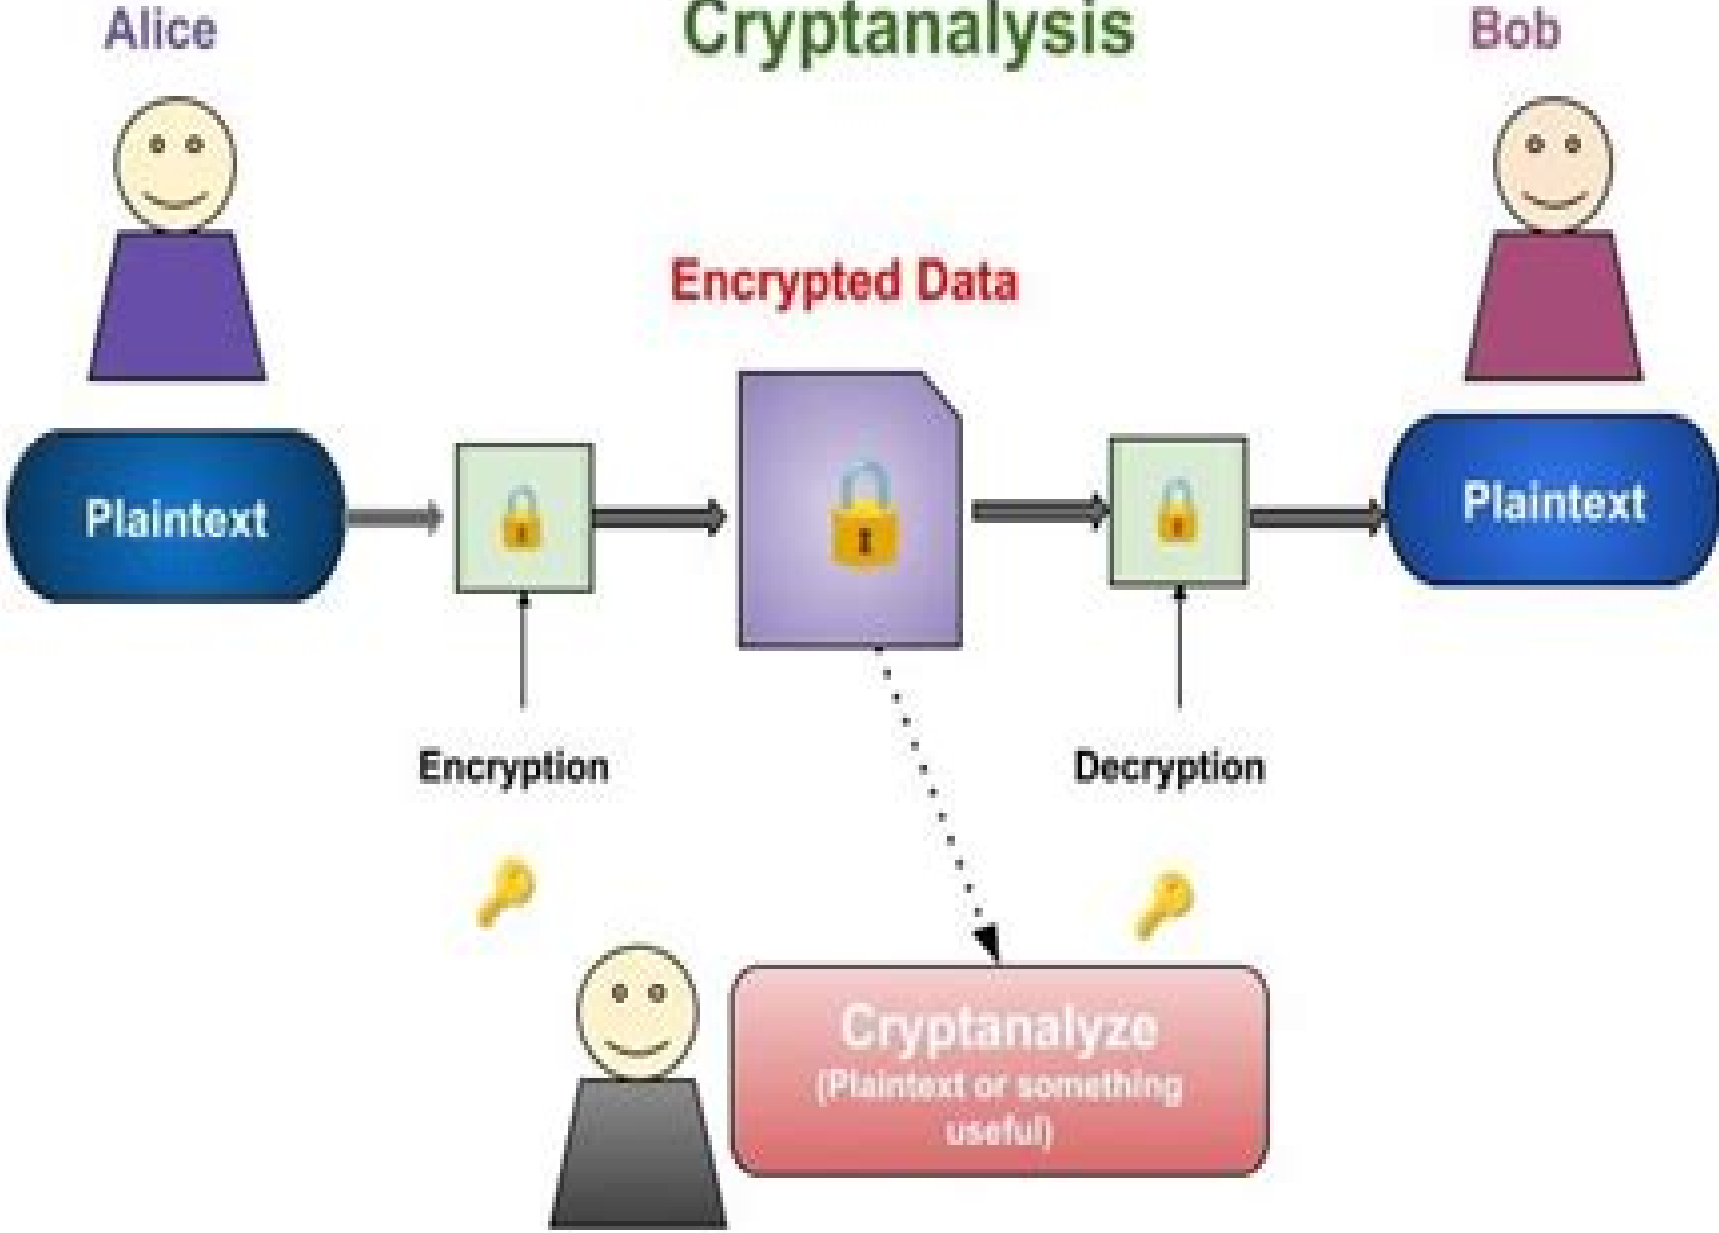 Alice
Cryptanalysis
Bob
Encrypted Data
Plaintext
Plaintext
Encryption
Decryption
Cryptanalyze
(Plaintext or something
useful)